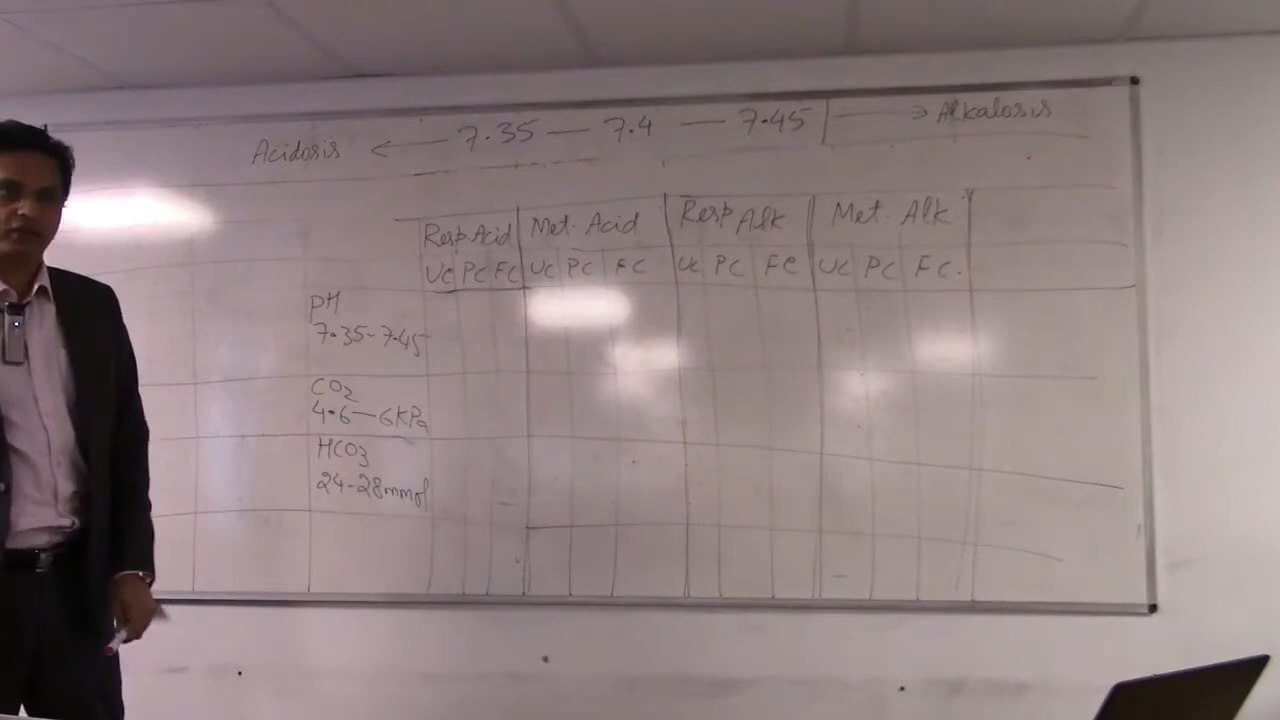 Acidosis ← 7.35 — 7.4 — 7.45 → Alkalosis
Resp Acid Met. Acid Resp Alk Met. Alk
UC PC FC UC PC FC UC PC FC UC PC FC.
PH
7.35-7.45
CO2
4.6—6KPa
HCO3
24-28mmol